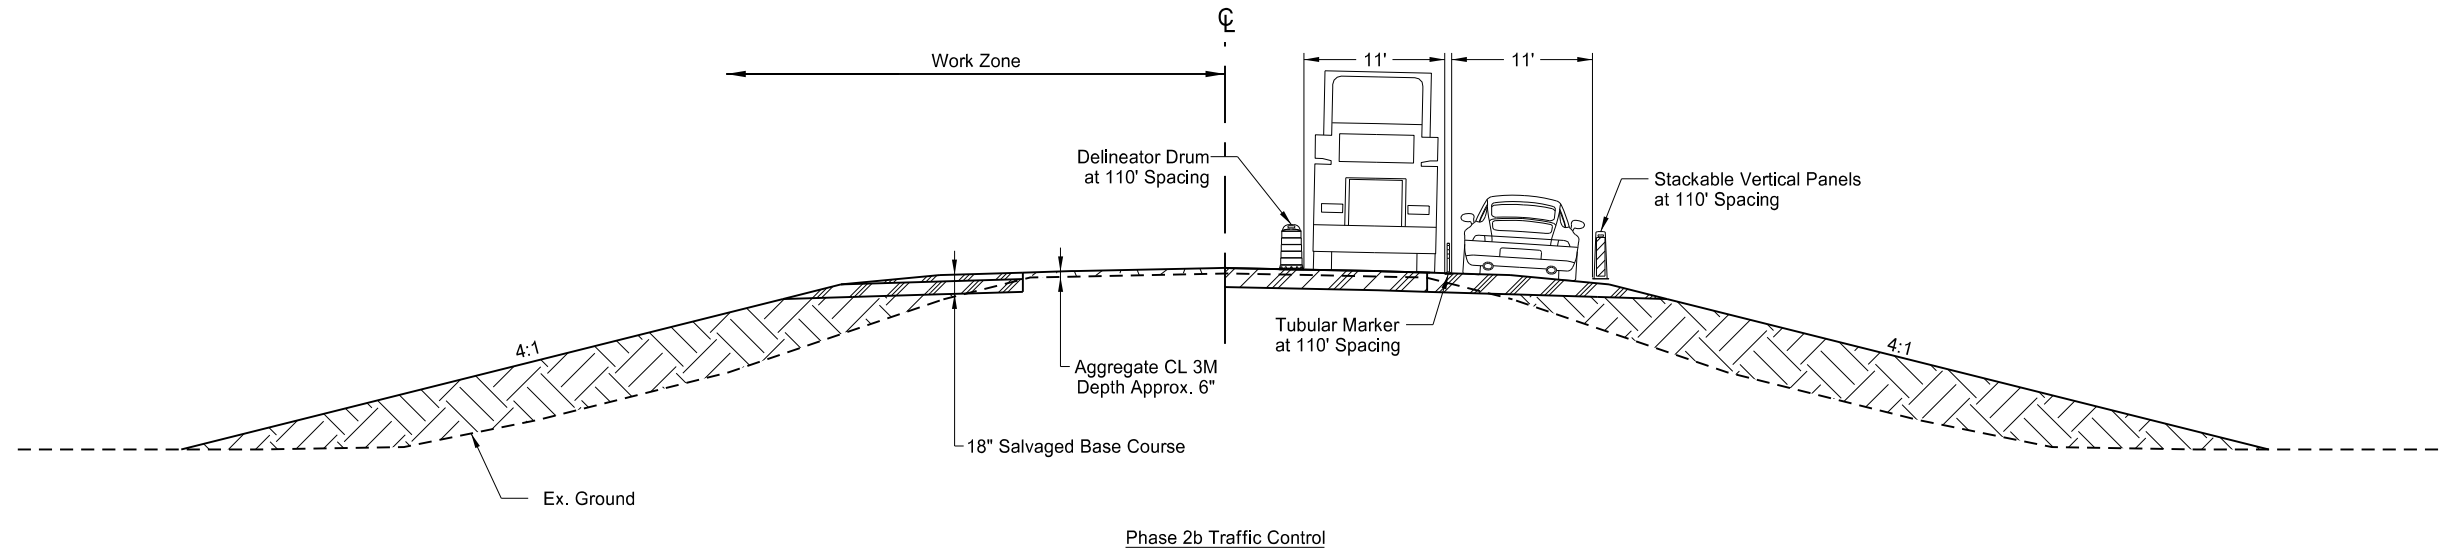 ℄
Work Zone
11'
11'
Delineator Drum
at 110' Spacing
Stackable Vertical Panels
at 110' Spacing
Tubular Marker
at 110' Spacing
4:1
4:1
Aggregate CL 3M
Depth Approx. 6"
18" Salvaged Base Course
Ex. Ground
Phase 2b Traffic Control